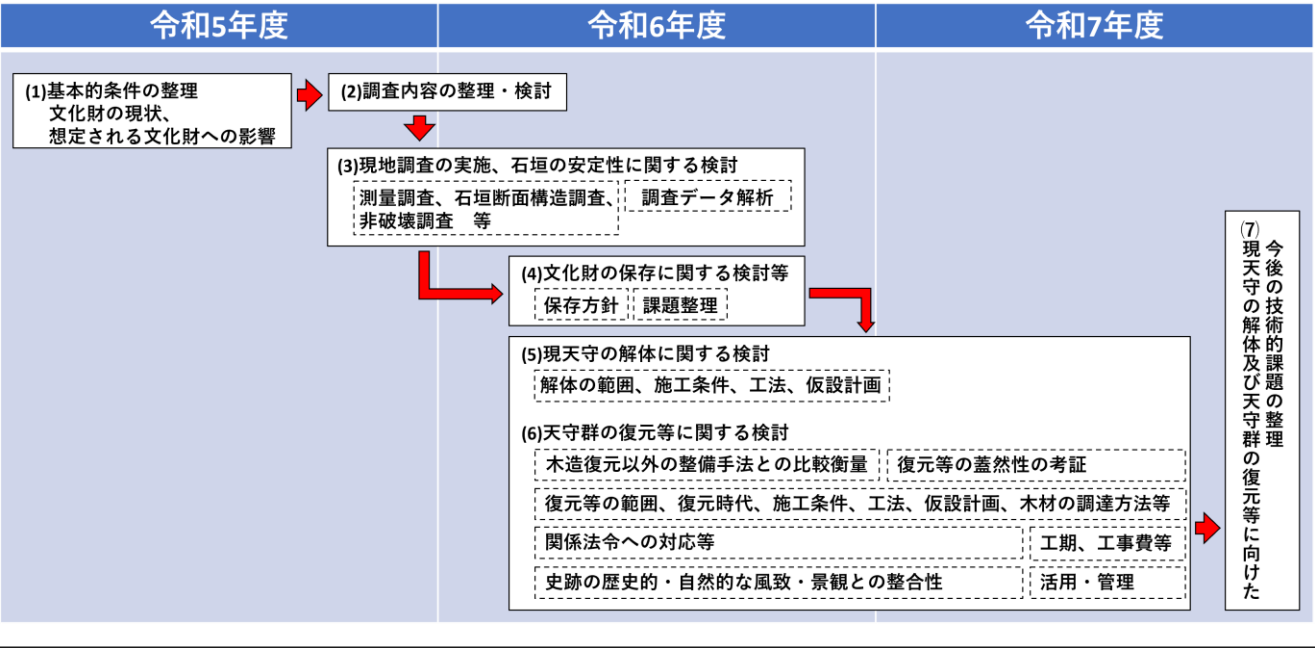 令和5年度
令和6年度
令和7年度
(1)基本的条件の整理
文化財の現状、
想定される文化財への影響
(2)調査内容の整理・検討
(3)現地調査の実施、石垣の安定性に関する検討
測量調査、石垣断面構造調査、
非破壊調査　等
調査データ解析
(4)文化財の保存に関する検討等
保存方針
課題整理
(5)現天守の解体に関する検討
解体の範囲、施工条件、工法、仮設計画
(6)天守群の復元等に関する検討
木造復元以外の整備手法との比較衡量
復元等の蓋然性の考証
復元等の範囲、復元時代、施工条件、工法、仮設計画、木材の調達方法等
関係法令への対応等
工期、工事費等
史跡の歴史的・自然的な風致・景観との整合性
活用・管理
(7)現天守の解体及び天守群の復元等に向けた
今後の技術的課題の整理